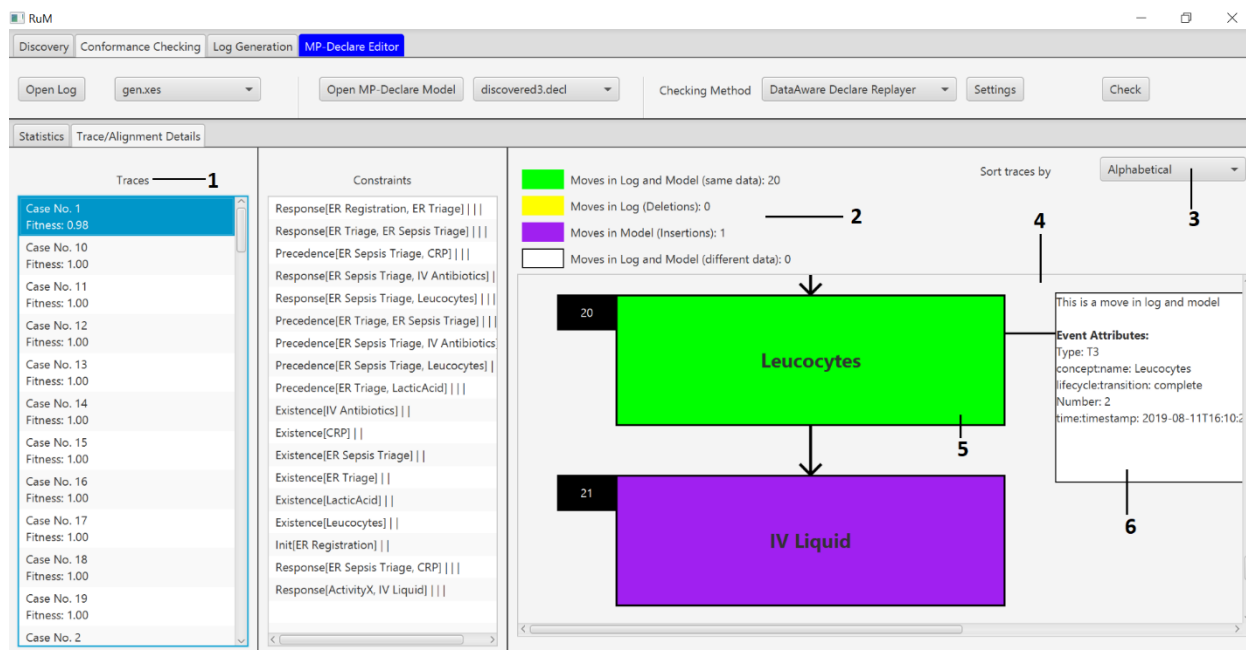 RuM
Discovery Conformance Checking Log Generation MP-Declare Editor
Open Log gen.xes Open MP-Declare Model discovered3.decl Checking Method DataAware Declare Replayer Settings Check
Statistics Trace/Alignment Details
Traces 1
Case No. 1
Fitness: 0.98
Case No. 10
Fitness: 1.00
Case No. 11
Fitness: 1.00
Case No. 12
Fitness: 1.00
Case No. 13
Fitness: 1.00
Case No. 14
Fitness: 1.00
Case No. 15
Fitness: 1.00
Case No. 16
Fitness: 1.00
Case No. 17
Fitness: 1.00
Case No. 18
Fitness: 1.00
Case No. 19
Fitness: 1.00
Case No. 2
Constraints
Response[ER Registration, ER Triage] | | |
Response[ER Triage, ER Sepsis Triage] | | |
Precedence[ER Sepsis Triage, CRP] | | |
Response[ER Sepsis Triage, IV Antibiotics] |
Response[ER Sepsis Triage, Leucocytes] | | |
Precedence[ER Triage, ER Sepsis Triage] | | |
Precedence[ER Sepsis Triage, IV Antibiotics
Precedence[ER Sepsis Triage, Leucocytes] |
Precedence[ER Triage, LacticAcid] | | |
Existence[IV Antibiotics] | |
Existence[CRP] | |
Existence[ER Sepsis Triage] | |
Existence[ER Triage] | |
Existence[LacticAcid] | |
Existence[Leucocytes] | |
Init[ER Registration] | |
Response[ER Sepsis Triage, CRP] | | |
Response[ActivityX, IV Liquid] | | |
Moves in Log and Model (same data): 20
Moves in Log (Deletions): 0
Moves in Model (Insertions): 1
Moves in Log and Model (different data): 0
2
Sort traces by Alphabetical
3
4
20
Leucocytes
5
21
IV Liquid
This is a move in log and model
Event Attributes:
Type: T3
concept:name: Leucocytes
lifecycle:transition: complete
Number: 2
time:timestamp: 2019-08-11T16:10:2
6